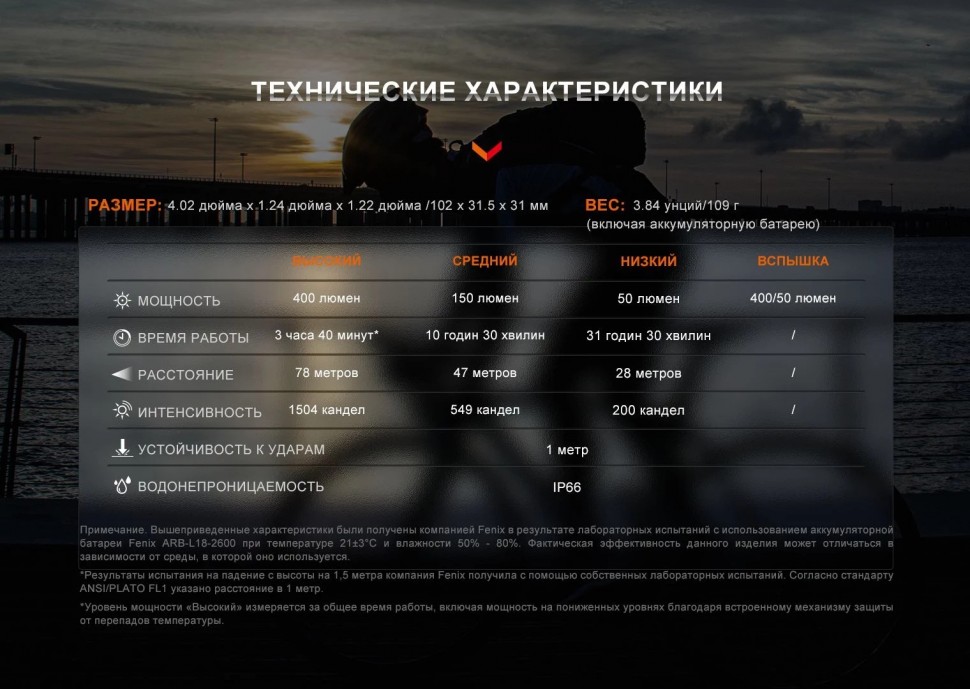 ТЕХНИЧЕСКИЕ ХАРАКТЕРИСТИКИ
РАЗМЕР: 4.02 дюйма x 1.24 дюйма x 1.22 дюйма /102 x 31.5 x 31 мм
ВЕС: 3.84 унций/109 г
(включая аккумуляторную батарею)
ВЫСОКИЙ СРЕДНИЙ НИЗКИЙ ВСПЫШКА
МОЩНОСТЬ 400 люмен 150 люмен 50 люмен 400/50 люмен
ВРЕМЯ РАБОТЫ 3 часа 40 минут* 10 годин 30 хвилин 31 годин 30 хвилин /
РАССТОЯНИЕ 78 метров 47 метров 28 метров /
ИНТЕНСИВНОСТЬ 1504 кандел 549 кандел 200 кандел /
УСТОЙЧИВОСТЬ К УДАРАМ 1 метр
ВОДОНЕПРОНИЦАЕМОСТЬ IP66
Примечание. Вышеприведенные характеристики были получены компанией Fenix в результате лабораторных испытаний с использованием аккумуляторной
батареи Fenix ARB-L18-2600 при температуре 21±3°C и влажности 50% - 80%. Фактическая эффективность данного изделия может отличаться в
зависимости от среды, в которой оно используется.
*Результаты испытания на падение с высоты на 1,5 метра компания Fenix получила с помощью собственных лабораторных испытаний. Согласно стандарту
ANSI/PLATO FL1 указано расстояние в 1 метр.
*Уровень мощности «Высокий» измеряется за общее время работы, включая мощность на пониженных уровнях благодаря встроенному механизму защиты
от перепадов температуры.